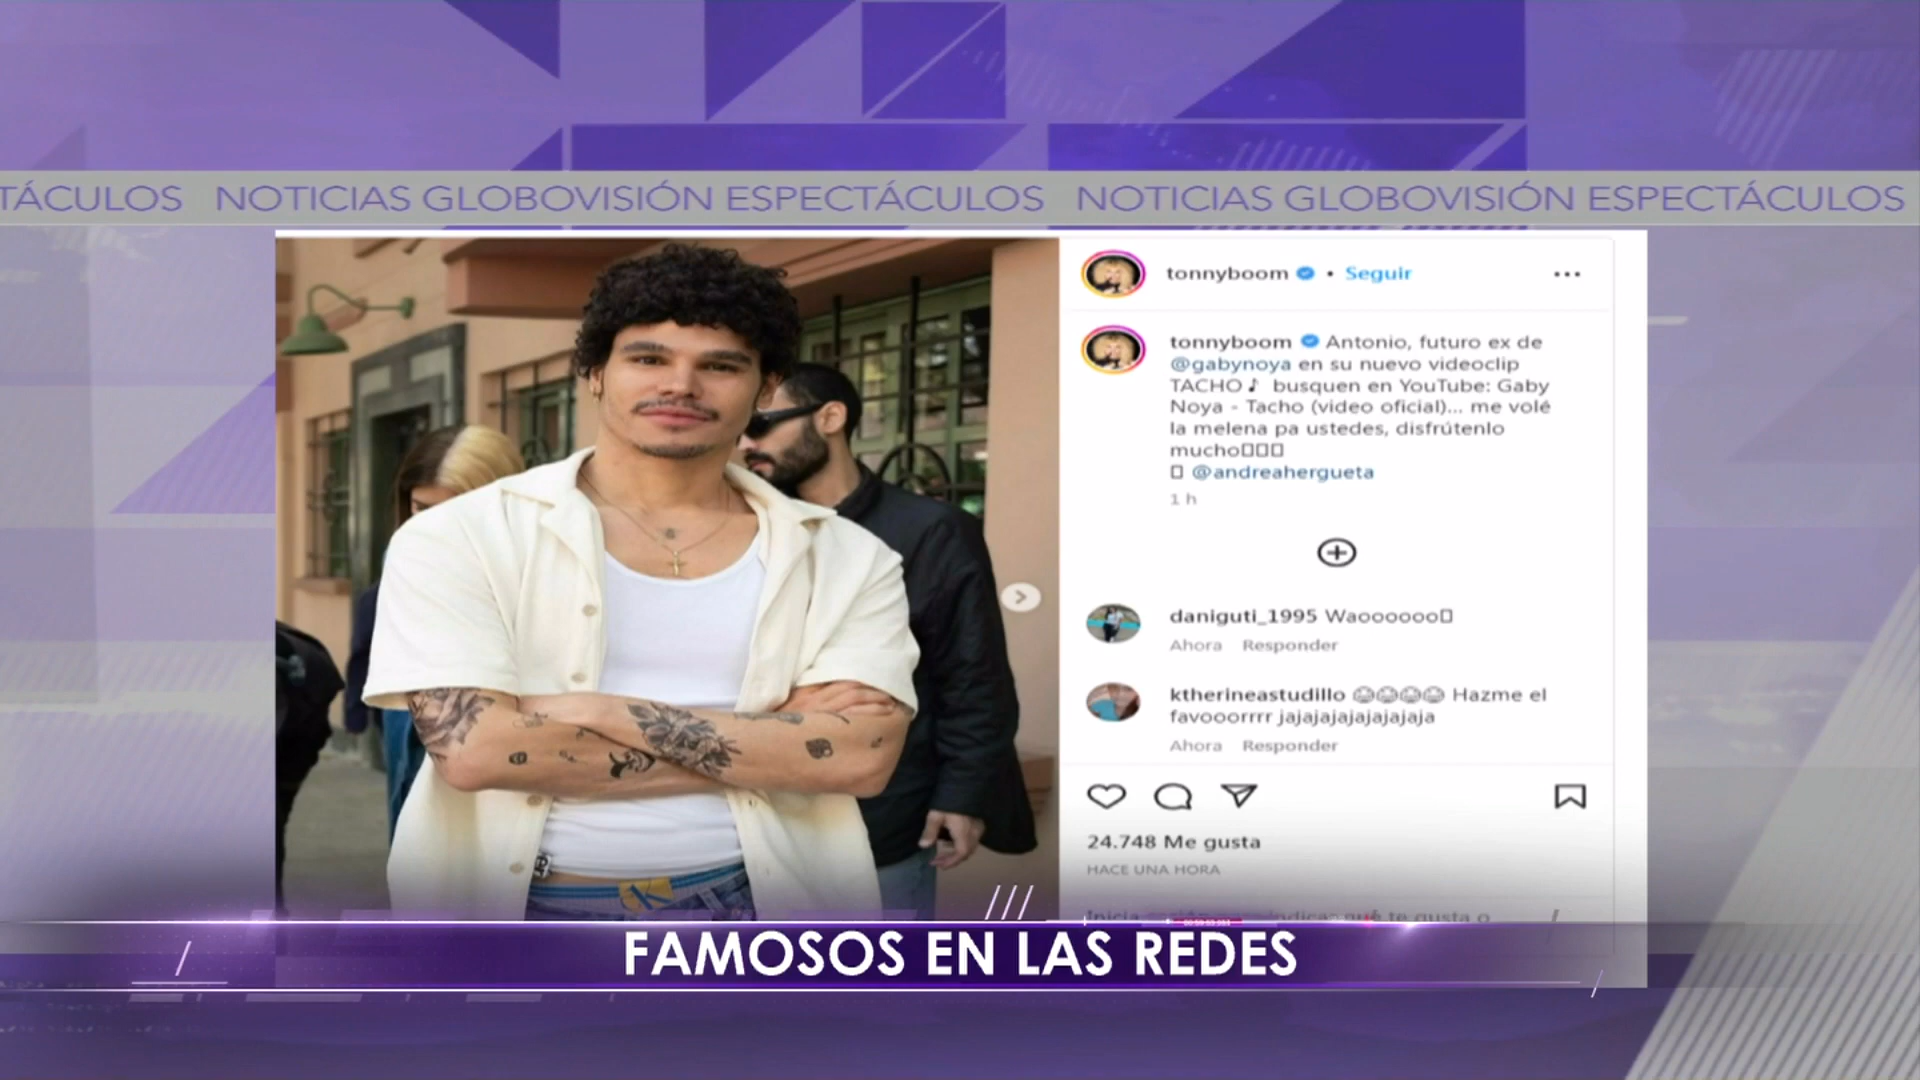 TÁCULOS NOTICIAS GLOBOVISIÓN ESPECTÁCULOS NOTICIAS GLOBOVISIÓN ESPECTÁCULOS
tonnyboom • Seguir
tonnyboom Antonio, futuro ex de
@gabynoya en su nuevo videoclip
TACHO♪ busquen en YouTube: Gaby
Noya - Tacho (video oficial)... me volé
la melena pa ustedes, disfrútenlo
mucho
@andreahergueta
1 h
daniguti_1995 Waoooooo
Ahora Responder
ktherineastudillo 😂😂😂😂 Hazme el
favooorrrr jajajajajajajajaja
Ahora Responder
24.748 Me gusta
HACE UNA HORA
CK
FAMOSOS EN LAS REDES